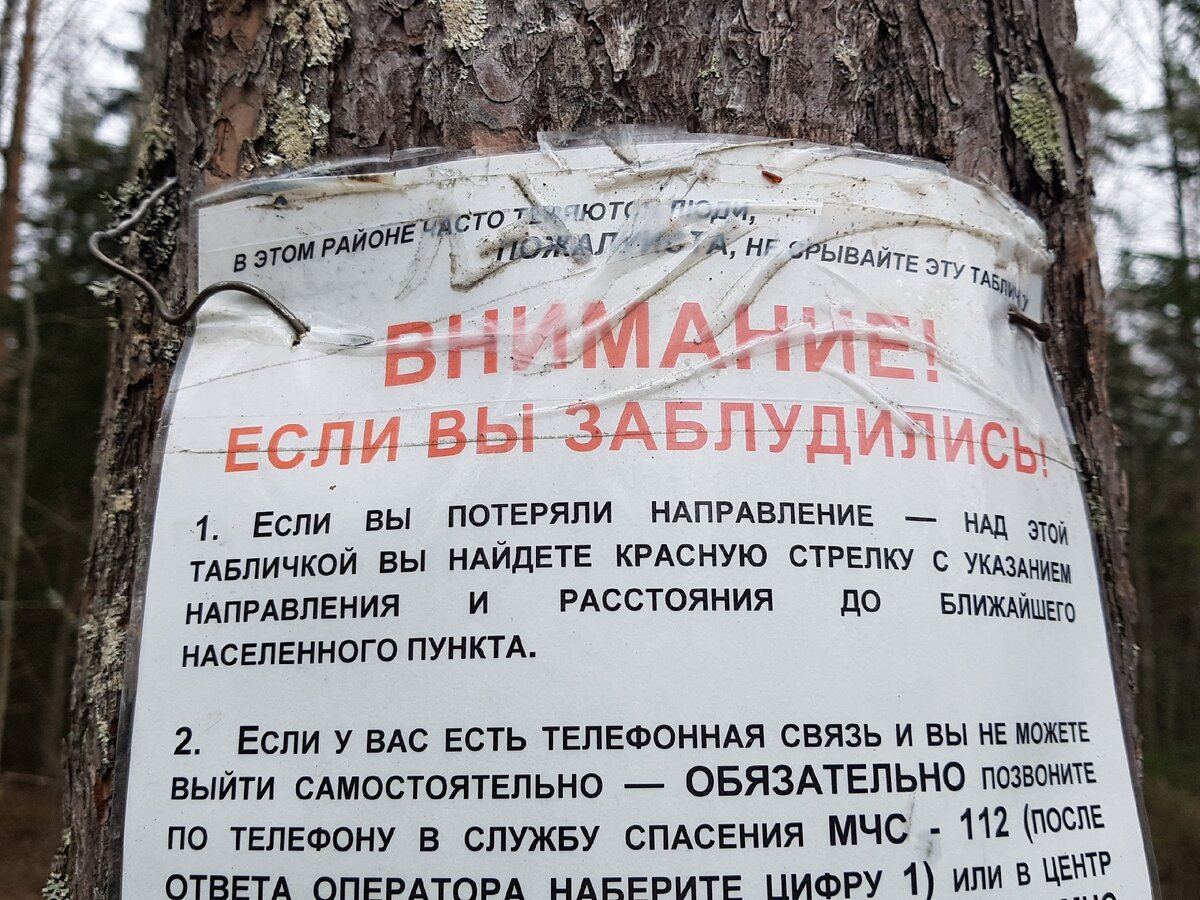 В ЭТОМ РАЙОНЕ ЧАСТО ТЕРЯЮТСЯ ЛЮДИ,
ПОЖАЛУЙСТА, НЕ СРЫВАЙТЕ ЭТУ ТАБЛИЧКУ
ВНИМАНИЕ!
ЕСЛИ ВЫ ЗАБЛУДИЛИСЬ!
1. ЕСЛИ ВЫ ПОТЕРЯЛИ НАПРАВЛЕНИЕ — НАД ЭТОЙ
ТАБЛИЧКОЙ ВЫ НАЙДЕТЕ КРАСНУЮ СТРЕЛКУ С УКАЗАНИЕМ
НАПРАВЛЕНИЯ И РАССТОЯНИЯ ДО БЛИЖАЙШЕГО
НАСЕЛЕННОГО ПУНКТА.
2. ЕСЛИ У ВАС ЕСТЬ ТЕЛЕФОННАЯ СВЯЗЬ И ВЫ НЕ МОЖЕТЕ
ВЫЙТИ САМОСТОЯТЕЛЬНО — ОБЯЗАТЕЛЬНО ПОЗВОНИТЕ
ПО ТЕЛЕФОНУ В СЛУЖБУ СПАСЕНИЯ МЧС - 112 (ПОСЛЕ
ОТВЕТА ОПЕРАТОРА НАБЕРИТЕ ЦИФРУ 1) ИЛИ В ЦЕНТР